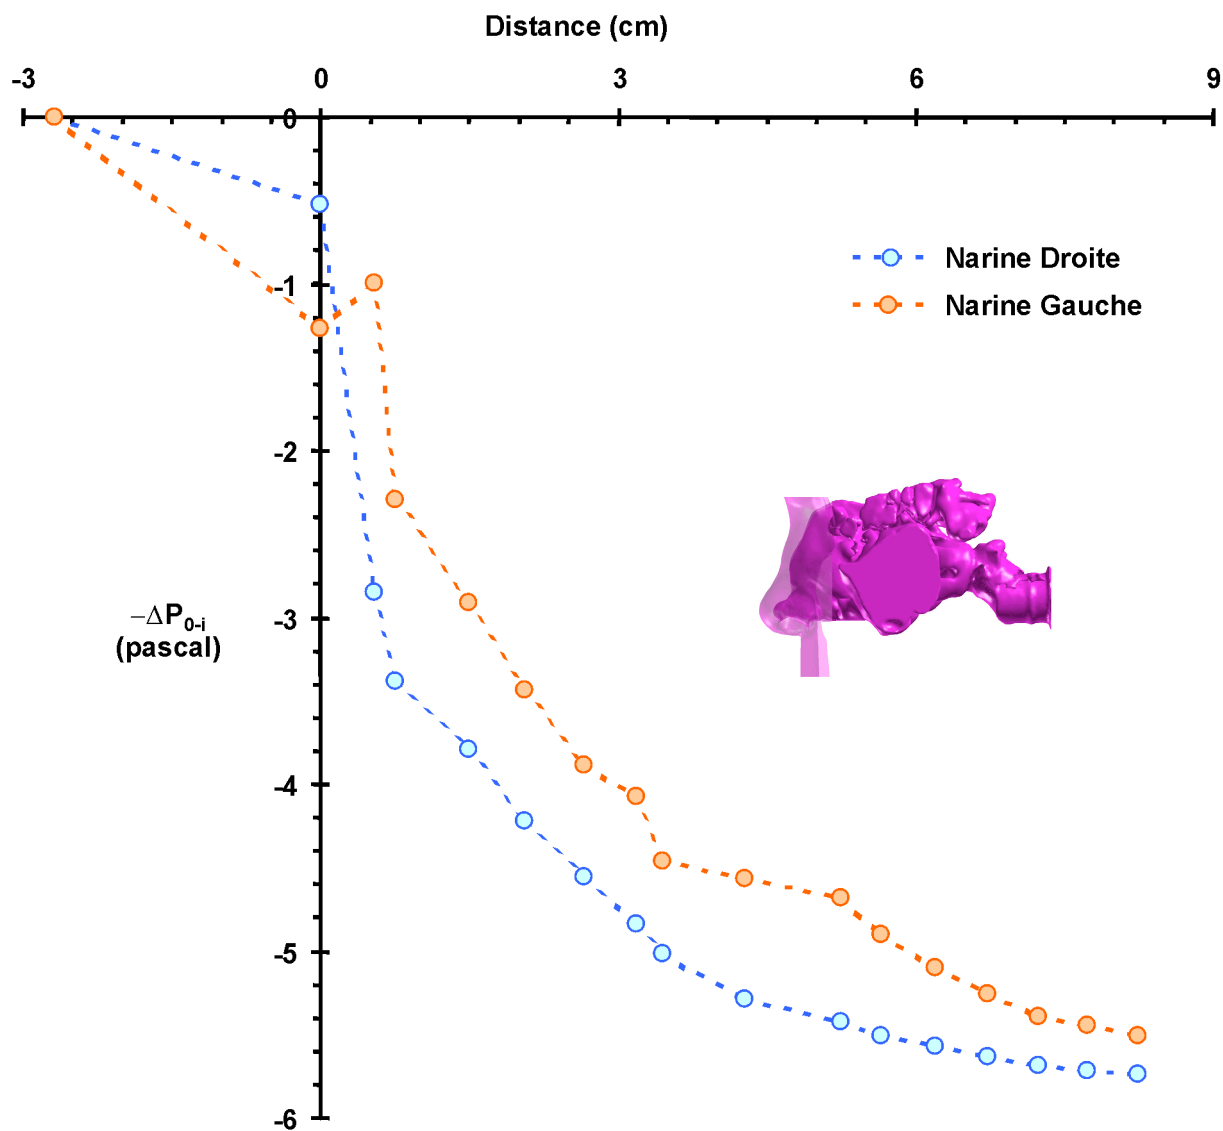 Distance (cm)
-3 0 3 6 9
0
-1
-2
-3
-4
-5
-6
Narine Droite
Narine Gauche
−ΔP0-i
(pascal)